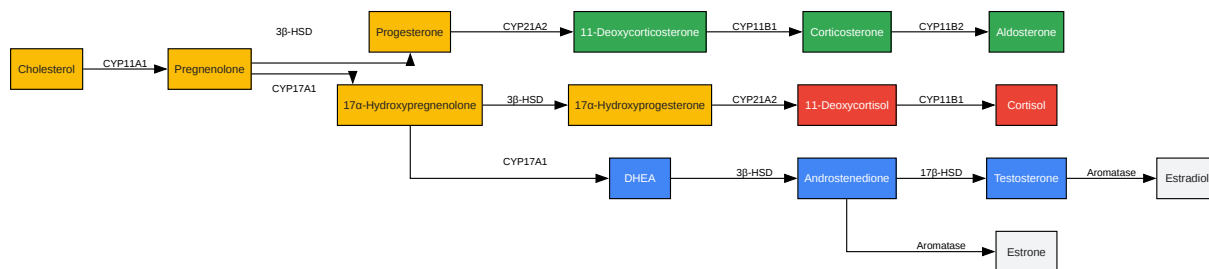 Progesterone
CYP21A2
11-Deoxycorticosterone
CYP11B1
Corticosterone
CYP11B2
Aldosterone
3β-HSD
Cholesterol
CYP11A1
Pregnenolone
CYP17A1
17α-Hydroxypregnenolone
3β-HSD
17α-Hydroxyprogesterone
CYP21A2
11-Deoxycortisol
CYP11B1
Cortisol
CYP17A1
DHEA
3β-HSD
Androstenedione
17β-HSD
Testosterone
Aromatase
Estradiol
Aromatase
Estrone